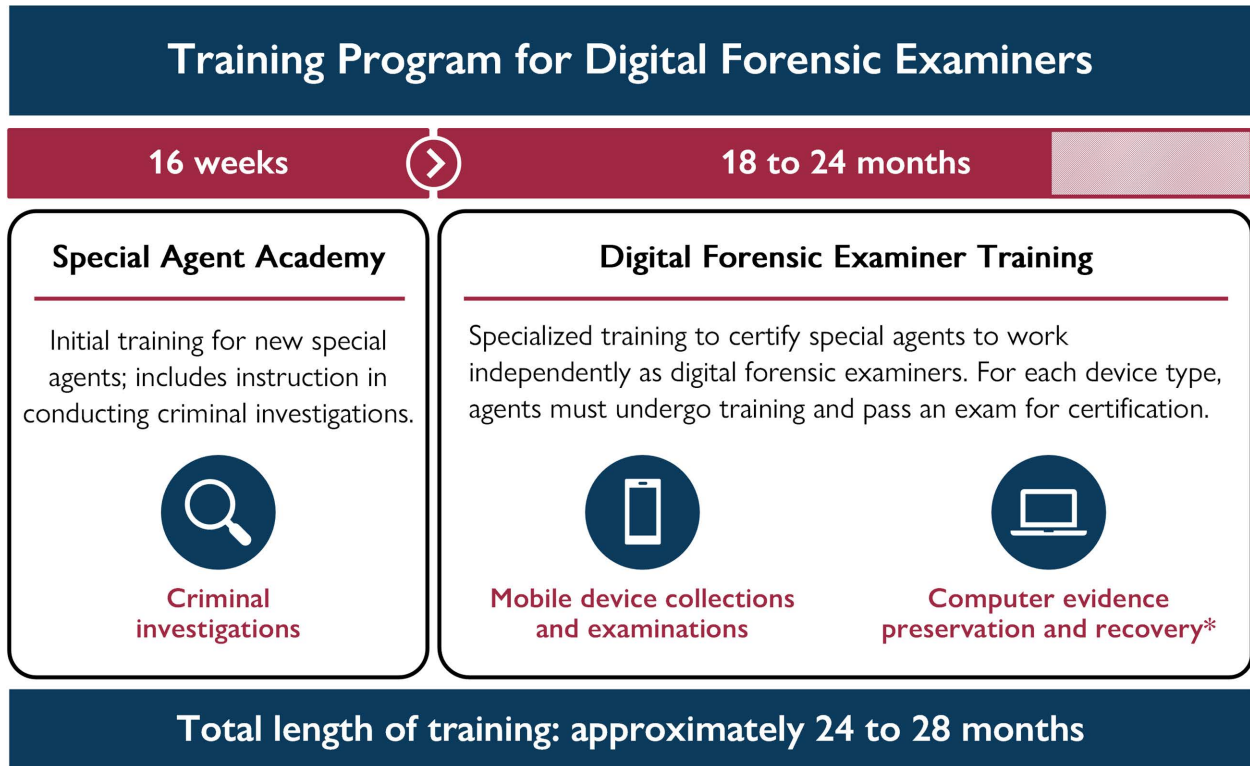 Training Program for Digital Forensic Examiners
16 weeks
18 to 24 months
Special Agent Academy
Initial training for new special
agents; includes instruction in
conducting criminal investigations.
Criminal
investigations
Digital Forensic Examiner Training
Specialized training to certify special agents to work
independently as digital forensic examiners. For each device type,
agents must undergo training and pass an exam for certification.
Mobile device collections
and examinations
Computer evidence
preservation and recovery*
Total length of training: approximately 24 to 28 months